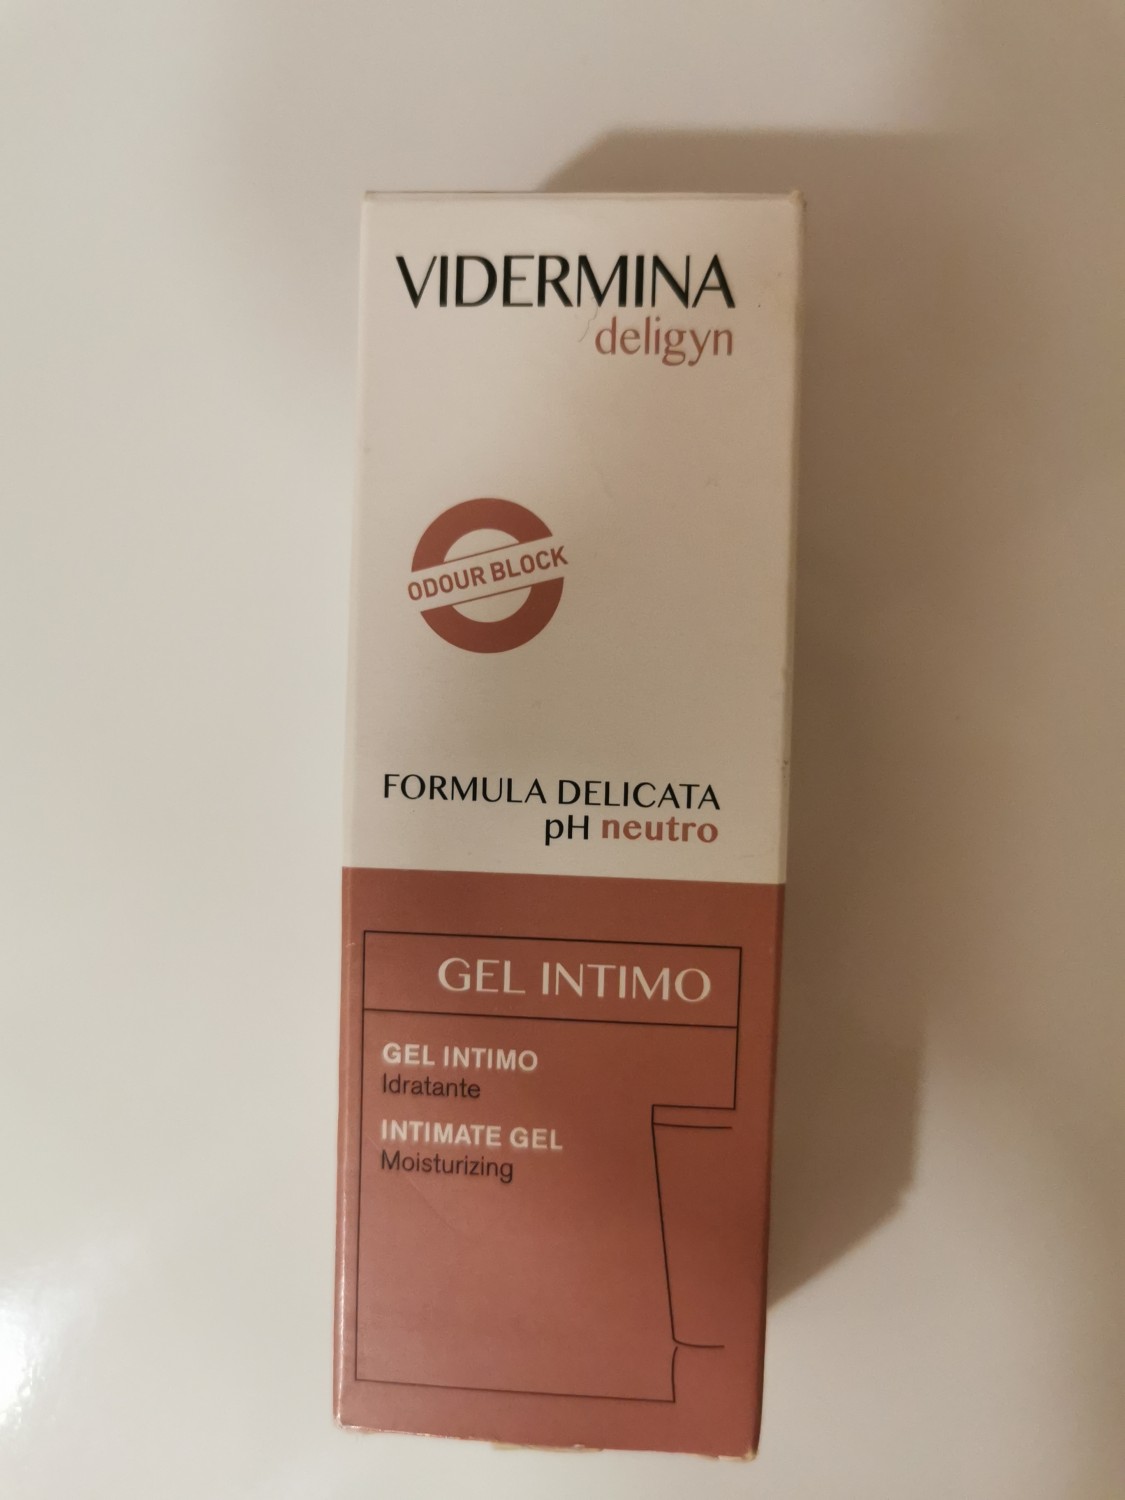 VIDERMINA
deligyn
ODOUR BLOCK
FORMULA DELICATA
pH neutro
GEL INTIMO
GEL INTIMO
Idratante
INTIMATE GEL
Moisturizing